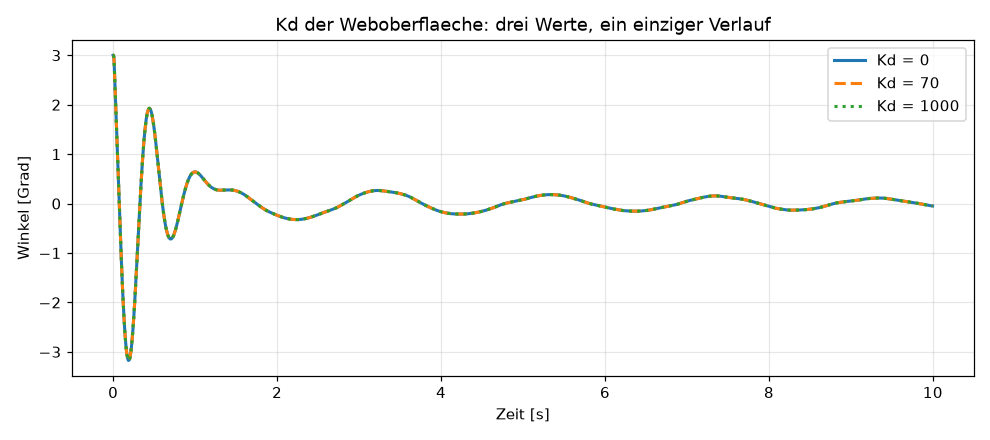 Kd der Weboberflaeche: drei Werte, ein einziger Verlauf
Kd = 0
Kd = 70
Kd = 1000
Winkel [Grad]
3
2
1
0
−1
−2
−3
0
2
4
6
8
10
Zeit [s]